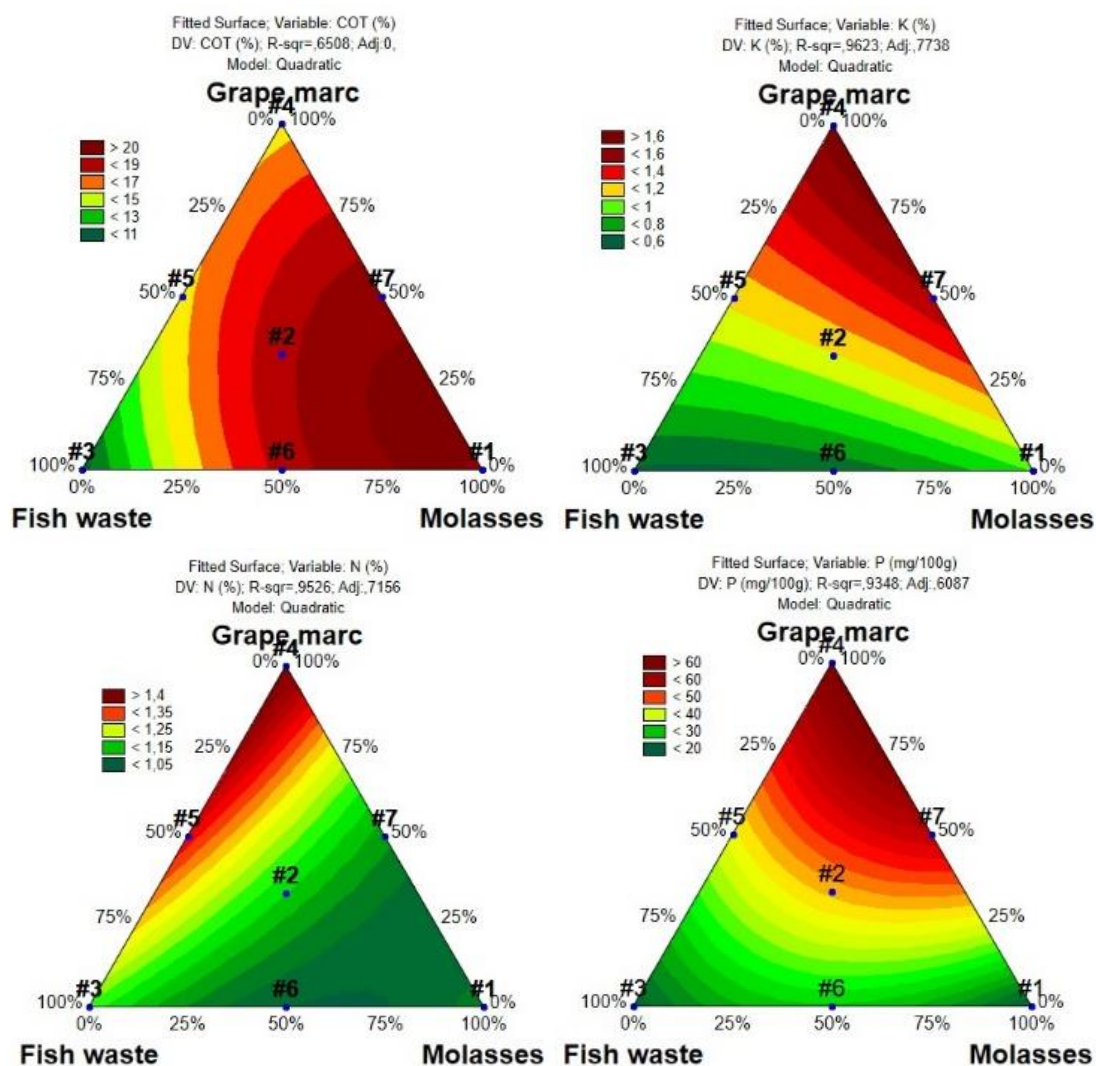 Fitted Surface; Variable: COT (%)
DV: COT (%); R-sqr=,6508; Adj:0,
Model: Quadratic
Grape marc
#4
0% 100%
> 20
< 19
< 17
< 15
< 13
< 11
25% 75%
#5 #7
50% 50%
#2
75% 25%
#3 #6 #1
100% 0%
0% 25% 50% 75% 100%
Fish waste Molasses
Fitted Surface; Variable: K (%)
DV: K (%); R-sqr=,9623; Adj:,7738
Model: Quadratic
Grape marc
#4
0% 100%
> 1,6
< 1,6
< 1,4
< 1,2
< 1
< 0,8
< 0,6
25% 75%
#5 #7
50% 50%
#2
75% 25%
#3 #6 #1
100% 0%
0% 25% 50% 75% 100%
Fish waste Molasses
Fitted Surface; Variable: N (%)
DV: N (%); R-sqr=,9526; Adj:,7156
Model: Quadratic
Grape marc
#4
0% 100%
> 1,4
< 1,35
< 1,25
< 1,15
< 1,05
25% 75%
#5 #7
50% 50%
#2
75% 25%
#3 #6 #1
100% 0%
0% 25% 50% 75% 100%
Fish waste Molasses
Fitted Surface; Variable: P (mg/100g)
DV: P (mg/100g); R-sqr=,9348; Adj:,6087
Model: Quadratic
Grape marc
#4
0% 100%
> 60
< 60
< 50
< 40
< 30
< 20
25% 75%
#5 #7
50% 50%
#2
75% 25%
#3 #6 #1
100% 0%
0% 25% 50% 75% 100%
Fish waste Molasses